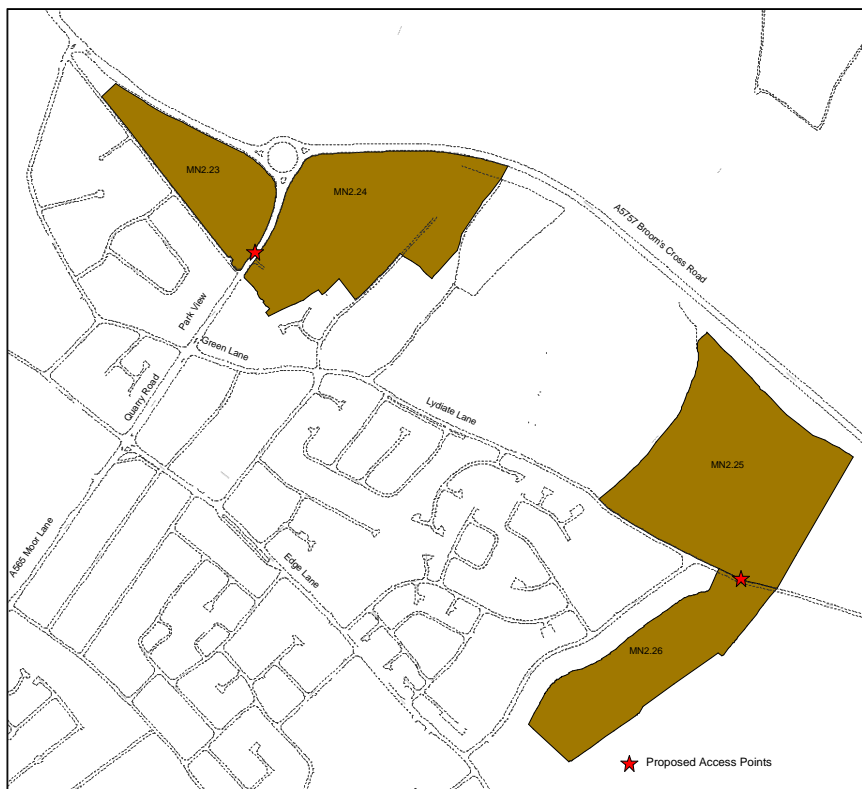 MN2.23
MN2.24
A5757 Broom's Cross Road
Park View
Green Lane
Quarry Road
Lydiate Lane
MN2.25
A565 Moor Lane
Edge Lane
MN2.26
Proposed Access Points